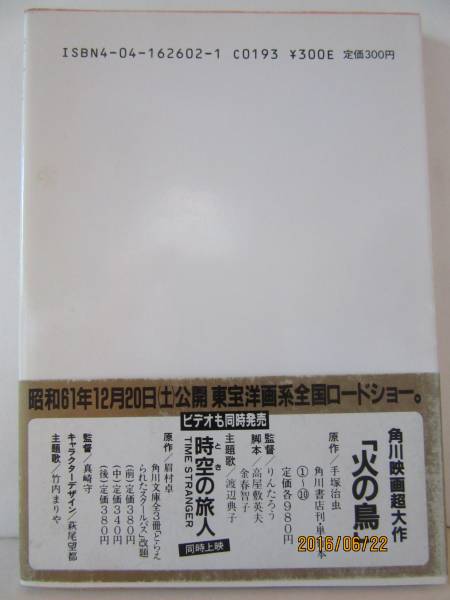 ISBN4-04-162602-1 C0193 ¥300E 定価300円
昭和61年12月20日(土)公開 東宝洋画系全国ロードショー。
ビデオも同時発売
角川映画超大作
「火の鳥」
原作/手塚治虫
角川書店刊・単行本
①〜⑩
定価各980円
監督/りんたろう
脚本/高屋敷英夫
金春智子
主題歌/渡辺典子
時空の旅人
とき
TIME STRANGER
同時上映
原作/眉村卓
角川文庫全3冊「とらえ
られたスクールバス」改題
(前)定価380円
(中)定価340円
(後)定価380円
監督/真崎守
キャラクターデザイン/萩尾望都
主題歌/竹内まりや
2016/06/22